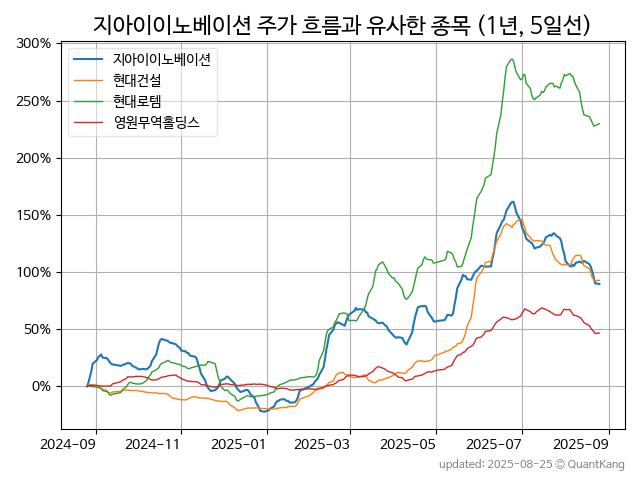 지아이이노베이션 주가 흐름과 유사한 종목 (1년, 5일선)
300%
250%
200%
150%
100%
50%
0%
지아이이노베이션
현대건설
현대로템
영원무역홀딩스
2024-09 2024-11 2025-01 2025-03 2025-05 2025-07 2025-09
updated: 2025-08-25 © QuantKang